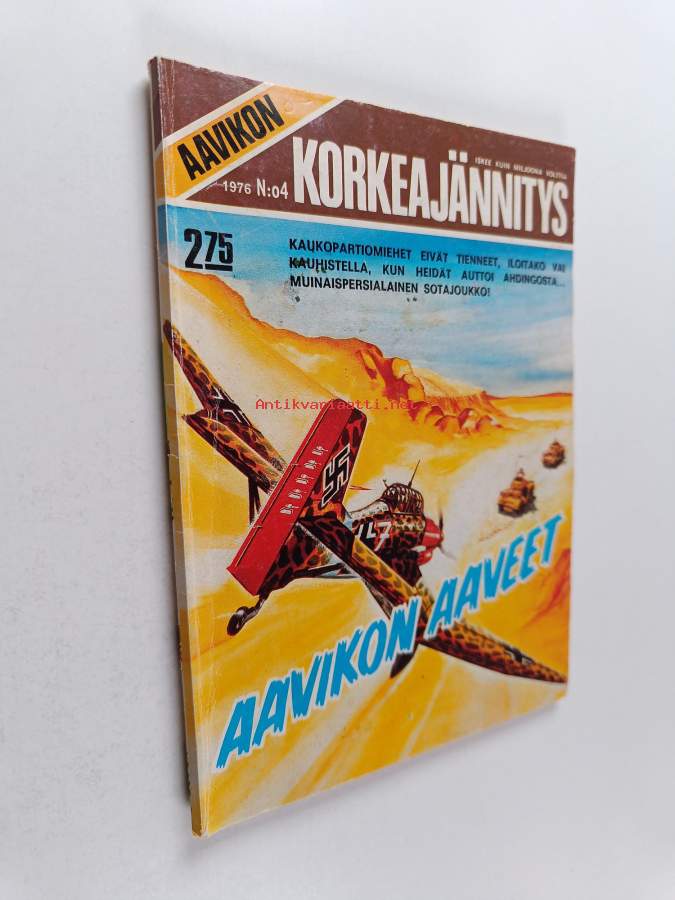 AAVIKON
ISKEE KUIN MILJOONA VOLTTIA
1976 N:o4 KORKEAJÄNNITYS
2,75
KAUKOPARTIOMIEHET EIVÄT TIENNEET, ILOITAKO VAI
KAUHISTELLA, KUN HEIDÄT AUTTOI AHDINGOSTA...
MUINAISPERSIALAINEN SOTAJOUKKO!
Antikvariaatti.net
AAVIKON AAVEET